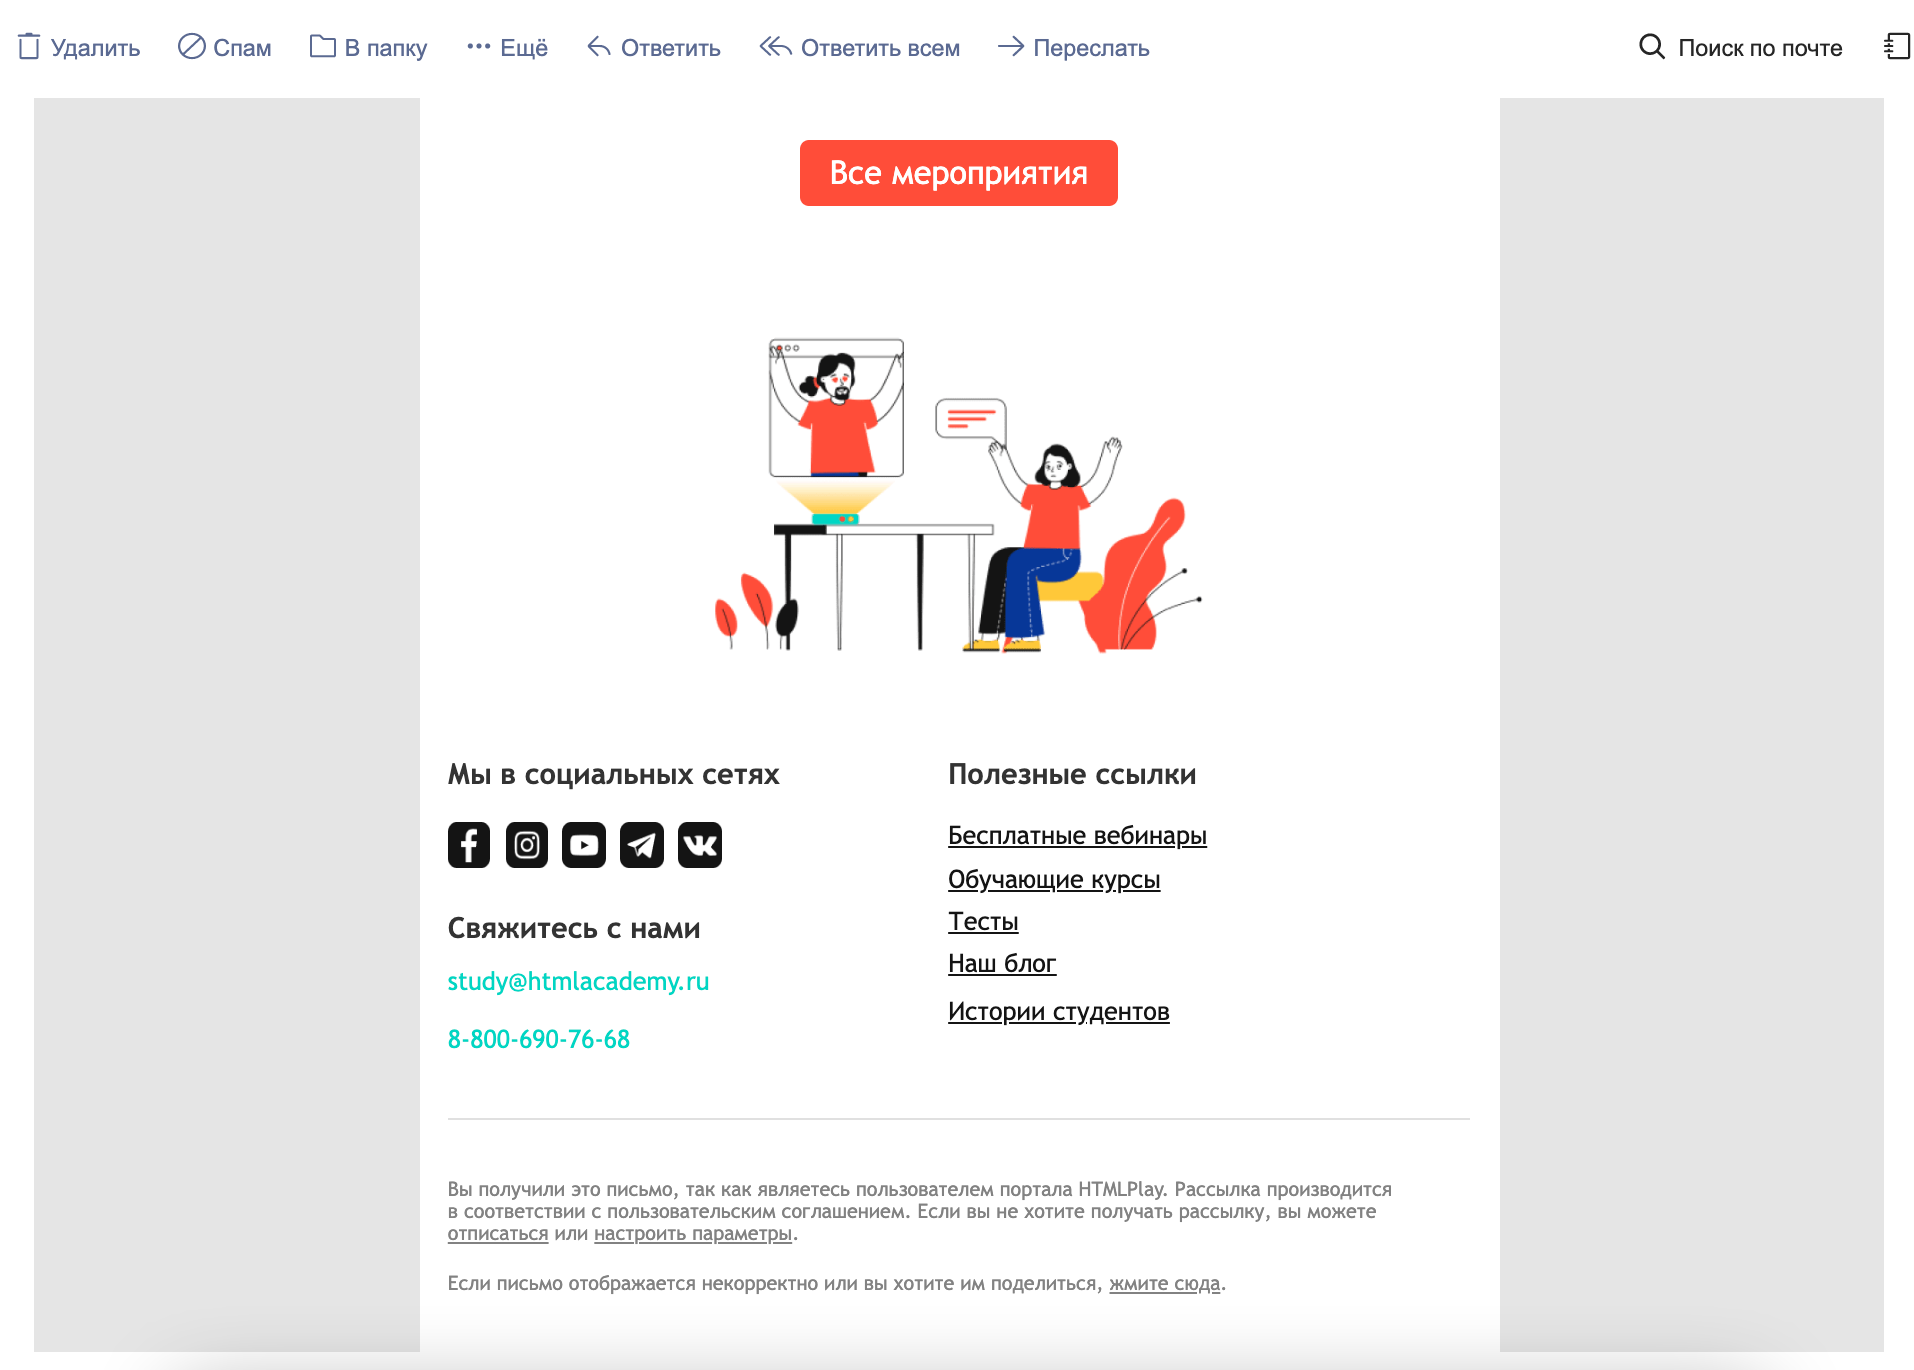 Удалить Спам В папку ••• Ещё Ответить Ответить всем Переслать Поиск по почте
Все мероприятия
Мы в социальных сетях
Свяжитесь с нами
study@htmlacademy.ru
8-800-690-76-68
Полезные ссылки
Бесплатные вебинары
Обучающие курсы
Тесты
Наш блог
Истории студентов
Вы получили это письмо, так как являетесь пользователем портала HTMLPlay. Рассылка производится
в соответствии с пользовательским соглашением. Если вы не хотите получать рассылку, вы можете
отписаться или настроить параметры.
Если письмо отображается некорректно или вы хотите им поделиться, жмите сюда.